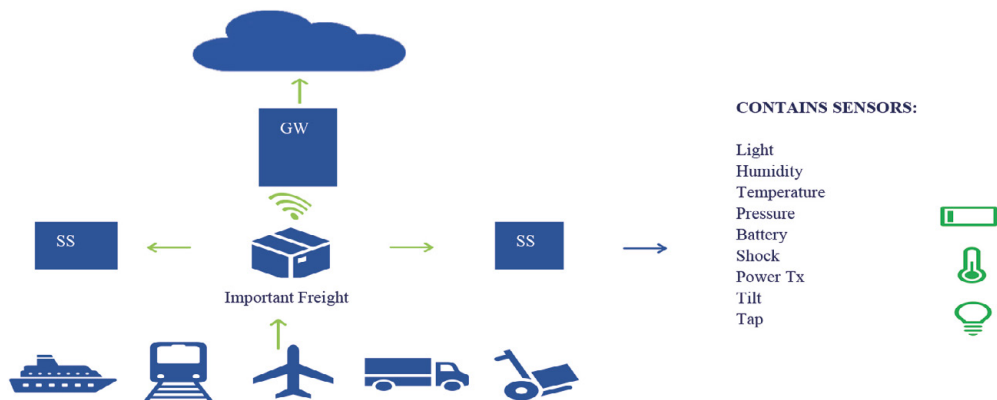 GW
CONTAINS SENSORS:
Light
Humidity
Temperature
Pressure
Battery
Shock
Power Tx
Tilt
Tap
SS
SS
Important Freight